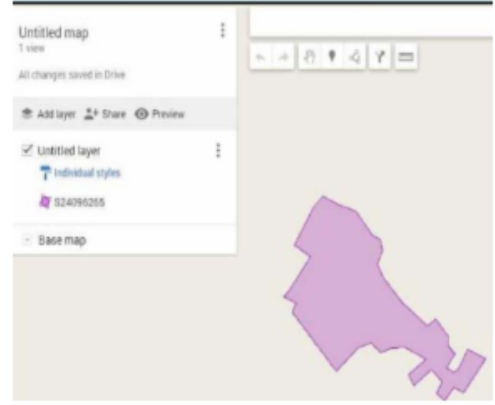 Untitled map
1 view
All changes saved in Drive
Add layer Share Preview
Untitled layer
Individual styles
S24096265
Base map